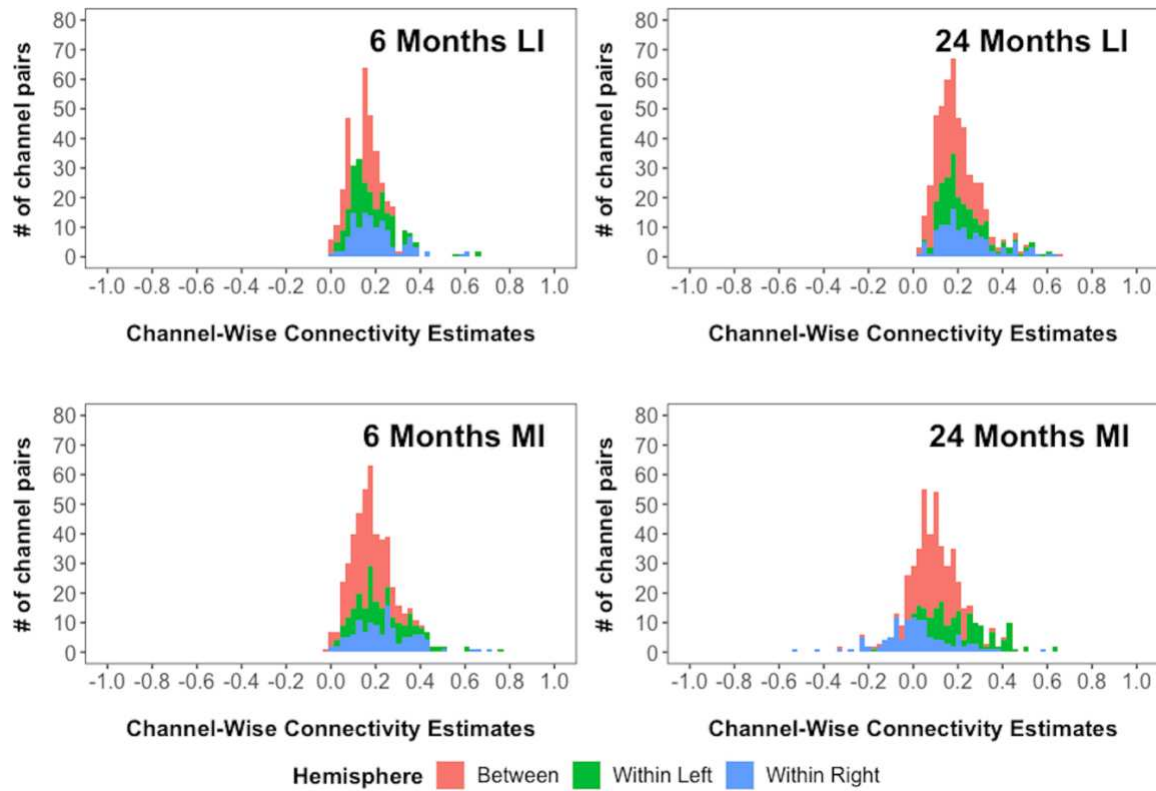 6 Months LI
# of channel pairs
80
70
60
50
40
30
20
10
0
-1.0 -0.8 -0.6 -0.4 -0.2 0.0 0.2 0.4 0.6 0.8 1.0
Channel-Wise Connectivity Estimates
24 Months LI
# of channel pairs
80
70
60
50
40
30
20
10
0
-1.0 -0.8 -0.6 -0.4 -0.2 0.0 0.2 0.4 0.6 0.8 1.0
Channel-Wise Connectivity Estimates
6 Months MI
# of channel pairs
80
70
60
50
40
30
20
10
0
-1.0 -0.8 -0.6 -0.4 -0.2 0.0 0.2 0.4 0.6 0.8 1.0
Channel-Wise Connectivity Estimates
24 Months MI
# of channel pairs
80
70
60
50
40
30
20
10
0
-1.0 -0.8 -0.6 -0.4 -0.2 0.0 0.2 0.4 0.6 0.8 1.0
Channel-Wise Connectivity Estimates
Hemisphere Between Within Left Within Right